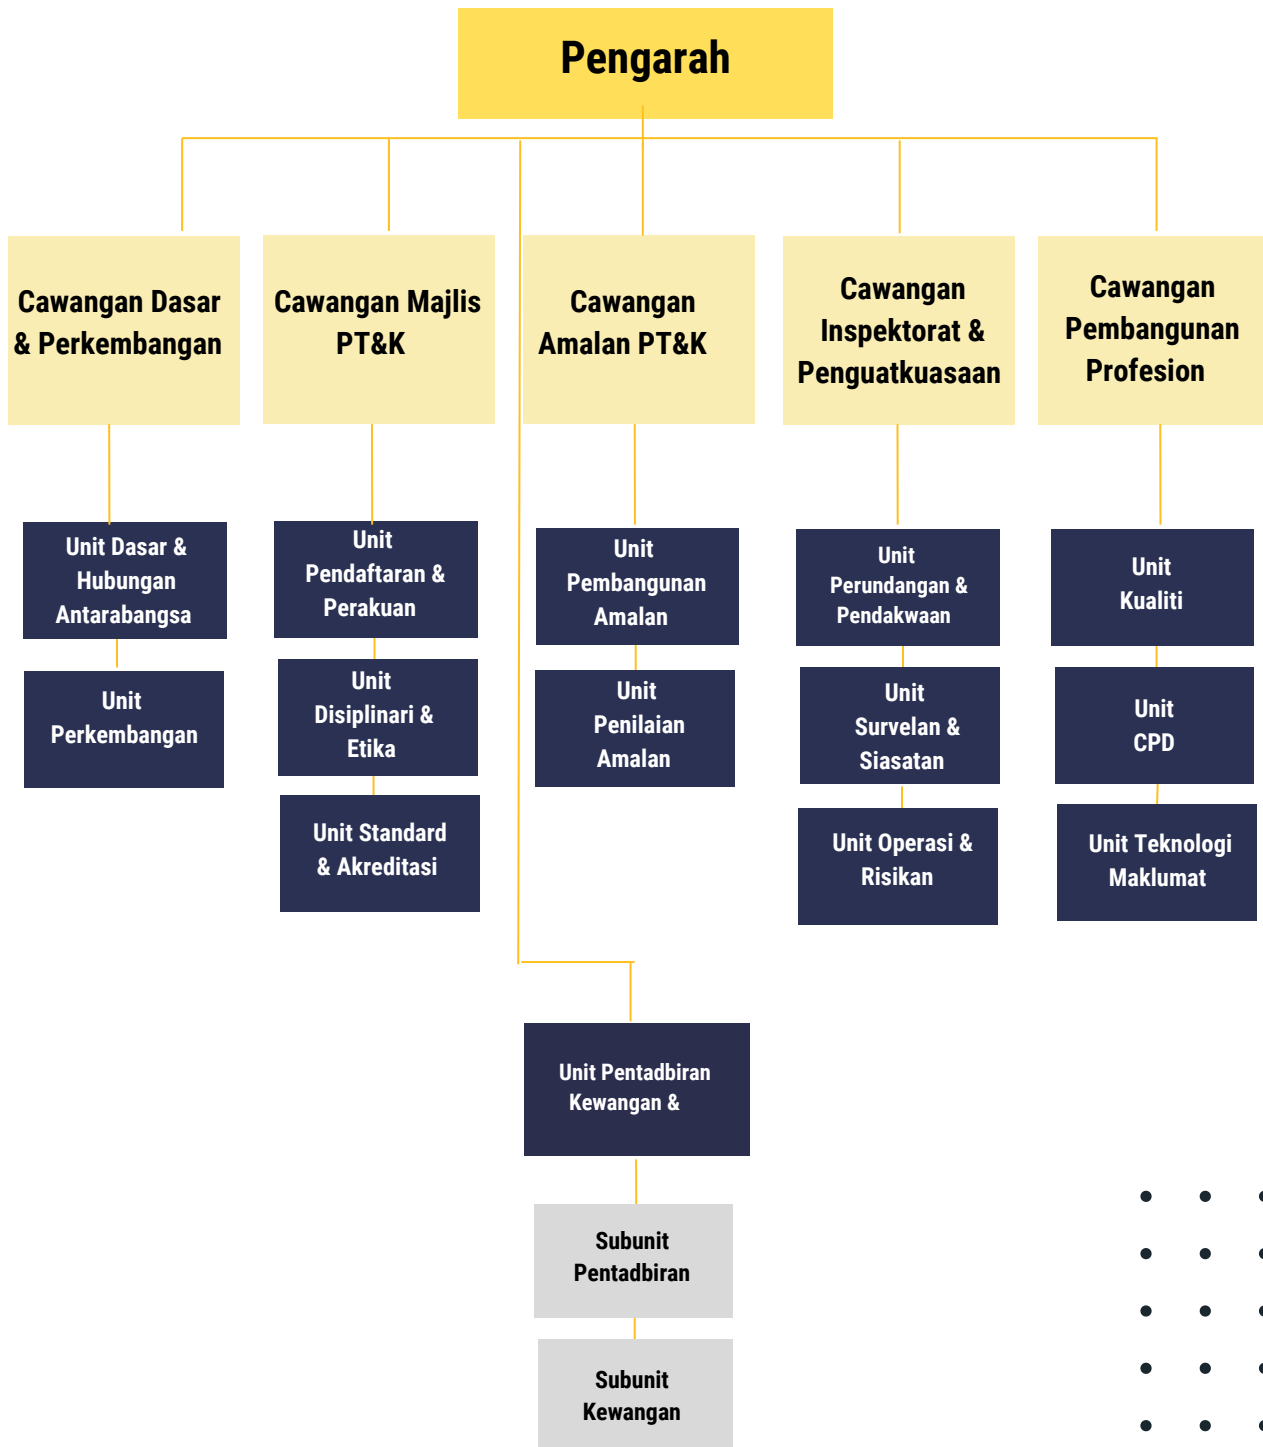 Pengarah
Cawangan Dasar
& Perkembangan
Cawangan Majlis
PT&K
Cawangan
Amalan PT&K
Cawangan
Inspektorat &
Penguatkuasaan
Cawangan
Pembangunan
Profesion
Unit Dasar &
Hubungan
Antarabangsa
Unit
Perkembangan
Unit
Pendaftaran &
Perakuan
Unit
Disiplinari &
Etika
Unit Standard
& Akreditasi
Unit
Pembangunan
Amalan
Unit
Penilaian
Amalan
Unit
Perundangan &
Pendakwaan
Unit
Survelan &
Siasatan
Unit Operasi &
Risikan
Unit
Kualiti
Unit
CPD
Unit Teknologi
Maklumat
Unit Pentadbiran
Kewangan &
Subunit
Pentadbiran
Subunit
Kewangan